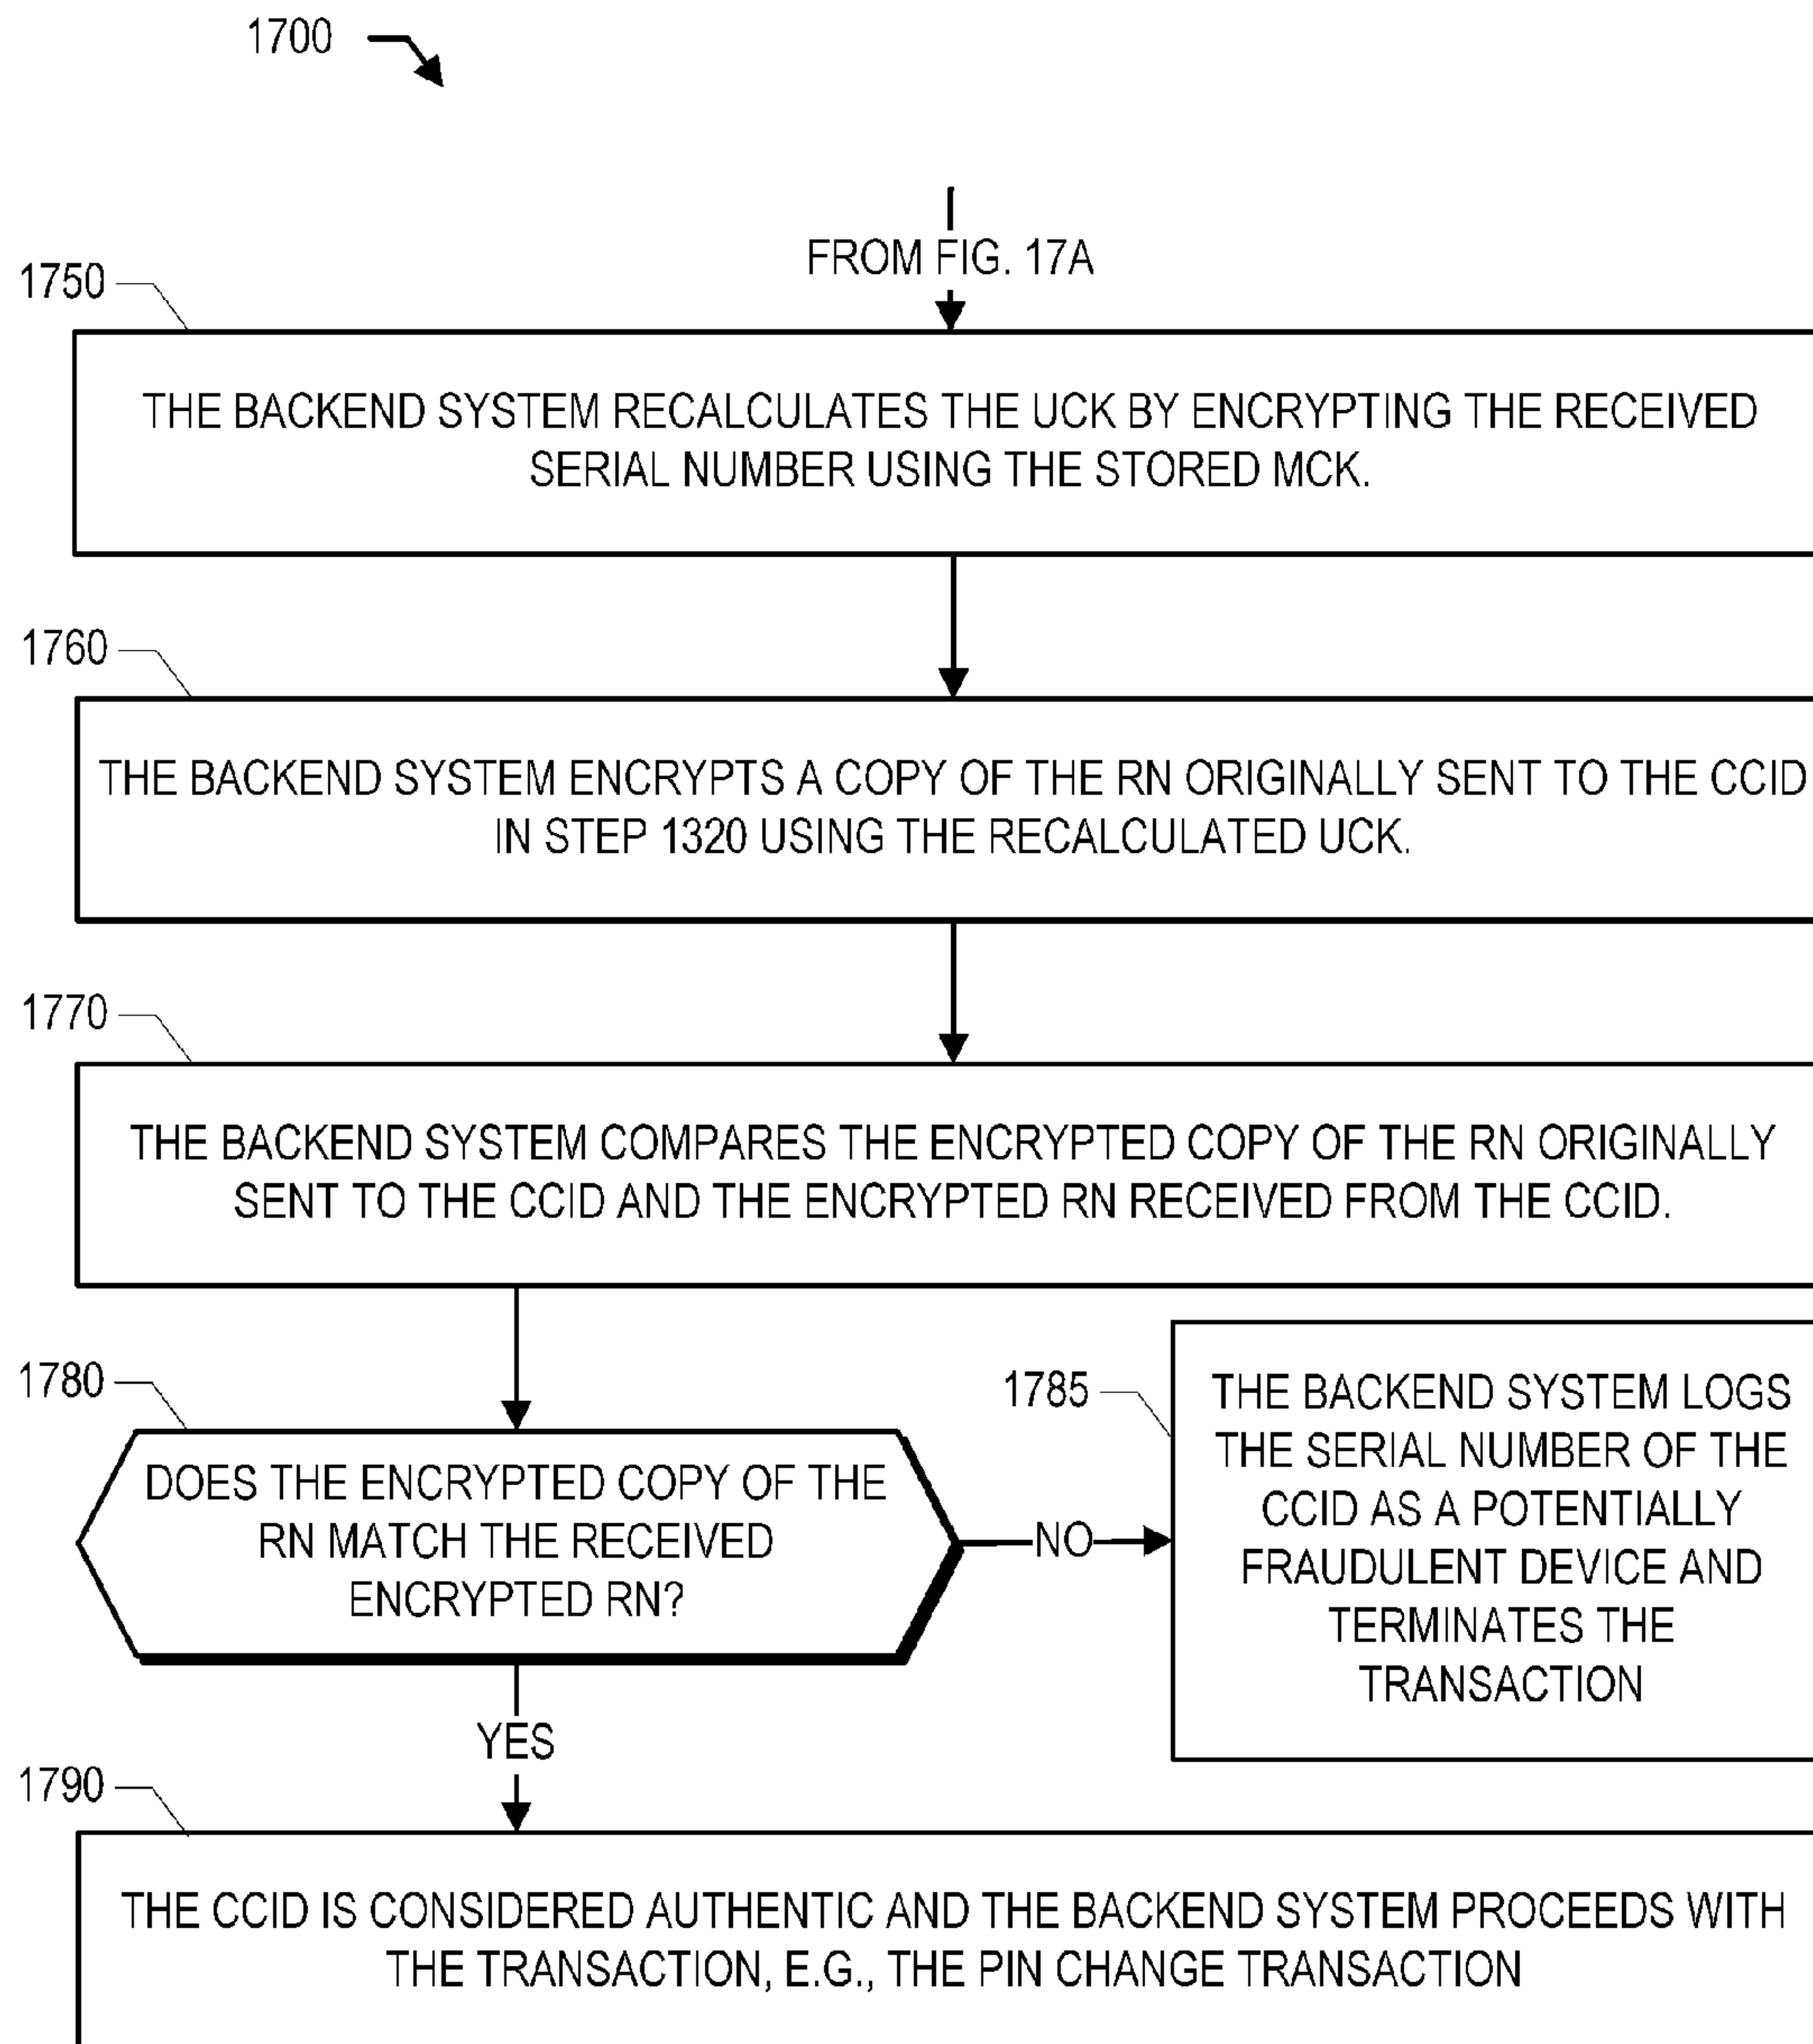 1700
FROM FIG. 17A
1750
THE BACKEND SYSTEM RECALCULATES THE UCK BY ENCRYPTING THE RECEIVED
SERIAL NUMBER USING THE STORED MCK.
1760
THE BACKEND SYSTEM ENCRYPTS A COPY OF THE RN ORIGINALLY SENT TO THE CCID
IN STEP 1320 USING THE RECALCULATED UCK.
1770
THE BACKEND SYSTEM COMPARES THE ENCRYPTED COPY OF THE RN ORIGINALLY
SENT TO THE CCID AND THE ENCRYPTED RN RECEIVED FROM THE CCID.
1780
DOES THE ENCRYPTED COPY OF THE
RN MATCH THE RECEIVED
ENCRYPTED RN?
NO
1785
THE BACKEND SYSTEM LOGS
THE SERIAL NUMBER OF THE
CCID AS A POTENTIALLY
FRAUDULENT DEVICE AND
TERMINATES THE
TRANSACTION
YES
1790
THE CCID IS CONSIDERED AUTHENTIC AND THE BACKEND SYSTEM PROCEEDS WITH
THE TRANSACTION, E.G., THE PIN CHANGE TRANSACTION